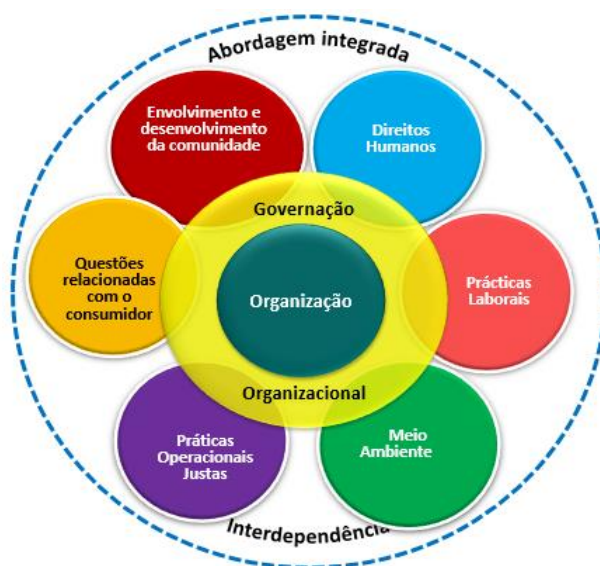 Abordagem integrada
Envolvimento e
desenvolvimento
da comunidade
Direitos
Humanos
Governação
Questões
relacionadas
com o
consumidor
Organização
Prácticas
Laborais
Organizacional
Práticas
Operacionais
Justas
Meio
Ambiente
Interdependência